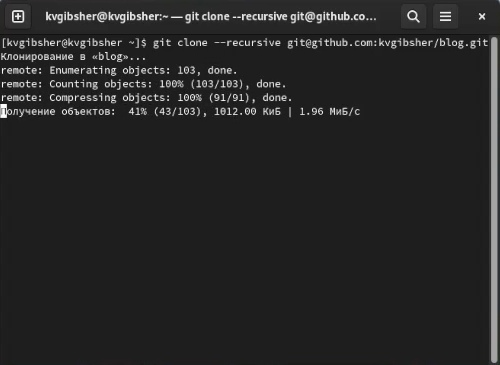 kvgibsher@kvgibsher:~ — git clone --recursive git@github.co...
[kvgibsher@kvgibsher ~]$ git clone --recursive git@github.com:kvgibsher/blog.git
Клонирование в «blog»...
remote: Enumerating objects: 103, done.
remote: Counting objects: 100% (103/103), done.
remote: Compressing objects: 100% (91/91), done.
Получение объектов:  41% (43/103), 1012.00 КиБ | 1.96 МиБ/с